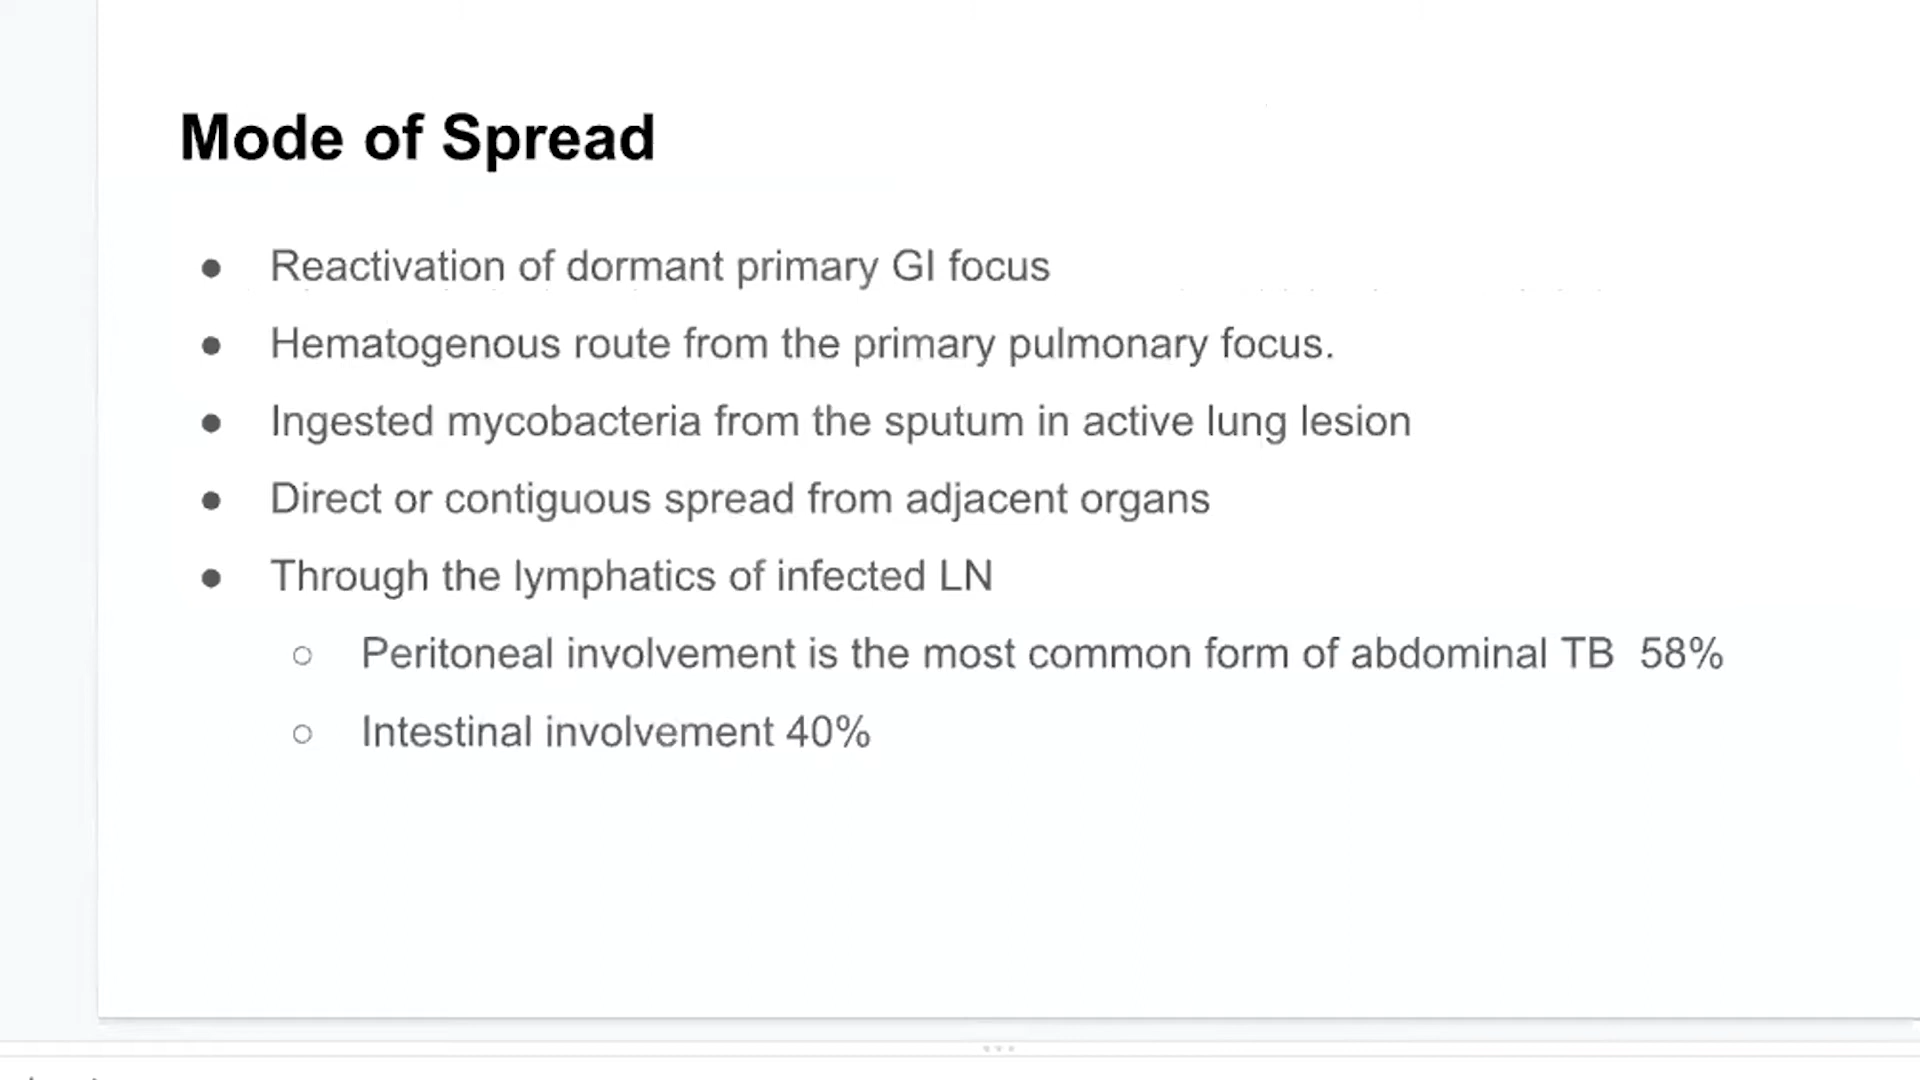 Mode of Spread
● Reactivation of dormant primary GI focus
● Hematogenous route from the primary pulmonary focus.
● Ingested mycobacteria from the sputum in active lung lesion
● Direct or contiguous spread from adjacent organs
● Through the lymphatics of infected LN
○ Peritoneal involvement is the most common form of abdominal TB 58%
○ Intestinal involvement 40%